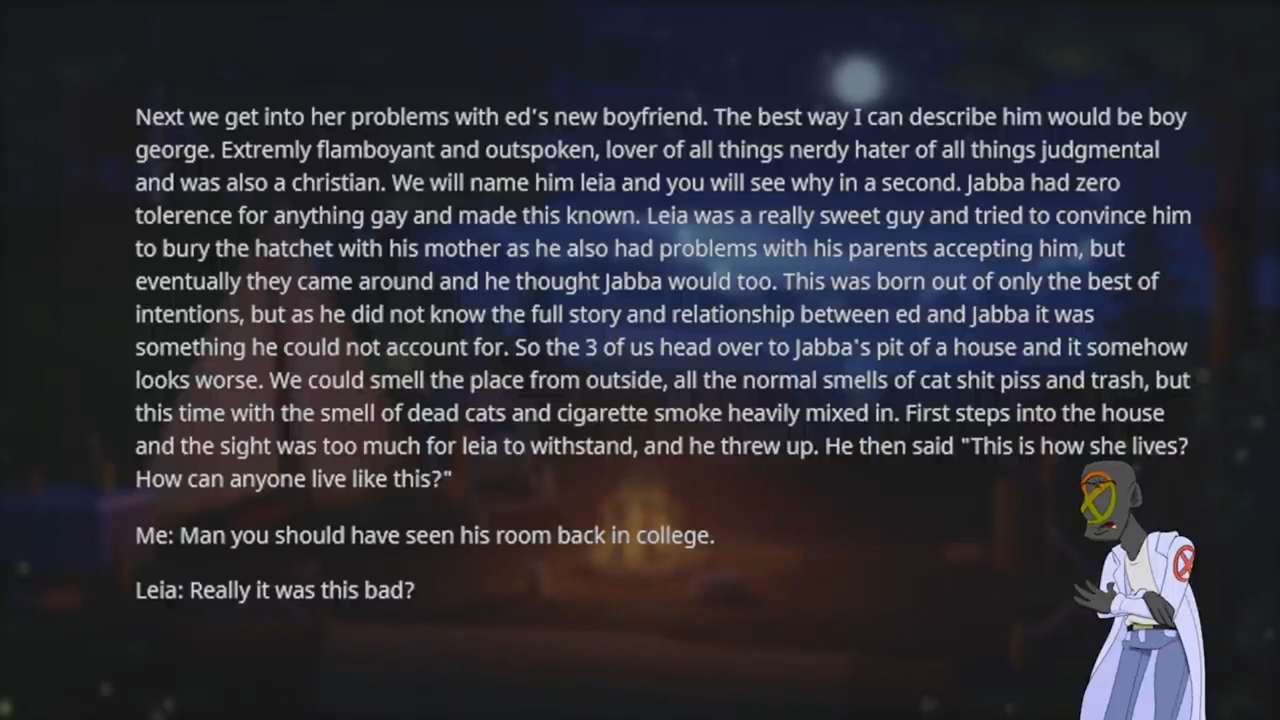 Next we get into her problems with ed's new boyfriend. The best way I can describe him would be boy
george. Extremly flamboyant and outspoken, lover of all things nerdy hater of all things judgmental
and was also a christian. We will name him leia and you will see why in a second. Jabba had zero
tolerence for anything gay and made this known. Leia was a really sweet guy and tried to convince him
to bury the hatchet with his mother as he also had problems with his parents accepting him, but
eventually they came around and he thought Jabba would too. This was born out of only the best of
intentions, but as he did not know the full story and relationship between ed and Jabba it was
something he could not account for. So the 3 of us head over to Jabba's pit of a house and it somehow
looks worse. We could smell the place from outside, all the normal smells of cat shit piss and trash, but
this time with the smell of dead cats and cigarette smoke heavily mixed in. First steps into the house
and the sight was too much for leia to withstand, and he threw up. He then said "This is how she lives?
How can anyone live like this?"
Me: Man you should have seen his room back in college.
Leia: Really it was this bad?